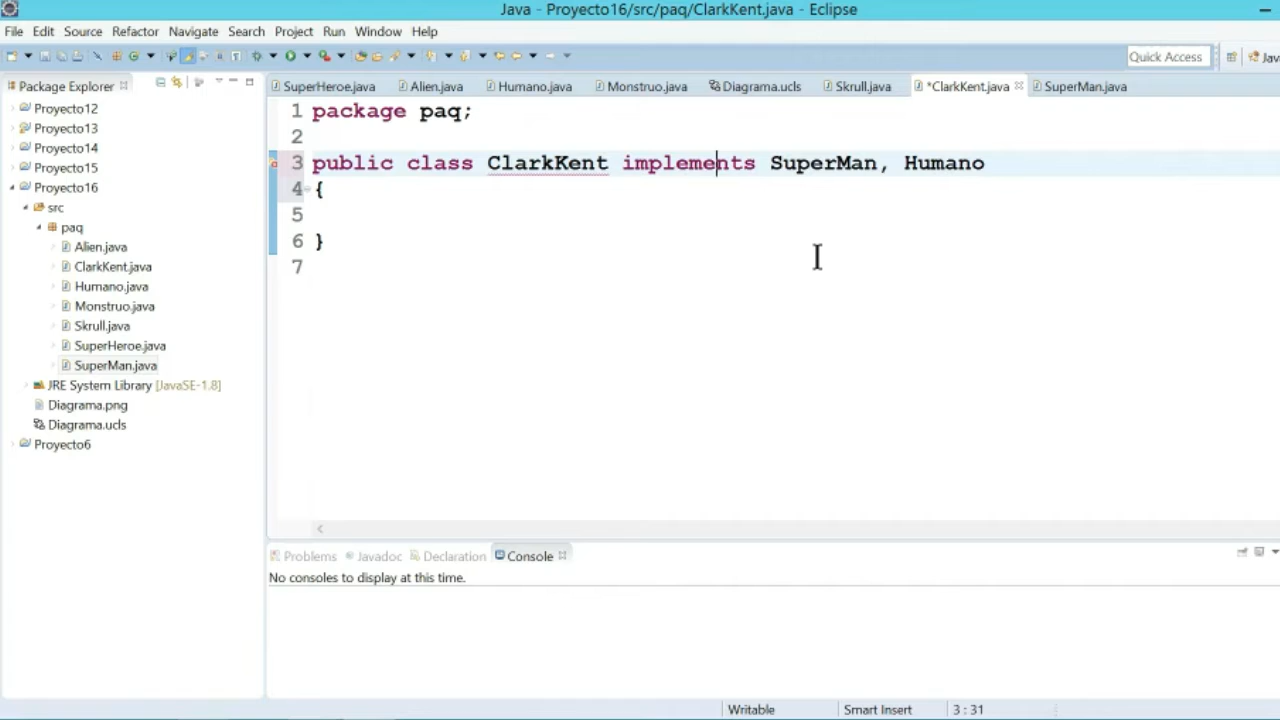 Java - Proyecto16/src/paq/ClarkKent.java - Eclipse
File Edit Source Refactor Navigate Search Project Run Window Help
Quick Access
Jav
Package Explorer
SuperHeroe.java Alien.java Humano.java Monstruo.java Diagrama.ucls Skrull.java *ClarkKent.java SuperMan.java
Proyecto12
Proyecto13
Proyecto14
Proyecto15
Proyecto16
src
paq
Alien.java
ClarkKent.java
Humano.java
Monstruo.java
Skrull.java
SuperHeroe.java
SuperMan.java
JRE System Library [JavaSE-1.8]
Diagrama.png
Diagrama.ucls
Proyecto6
1 package paq;
2
3 public class ClarkKent implements SuperMan, Humano
4 {
5
6 }
7
Problems Javadoc Declaration Console
No consoles to display at this time.
Writable Smart Insert 3 : 31